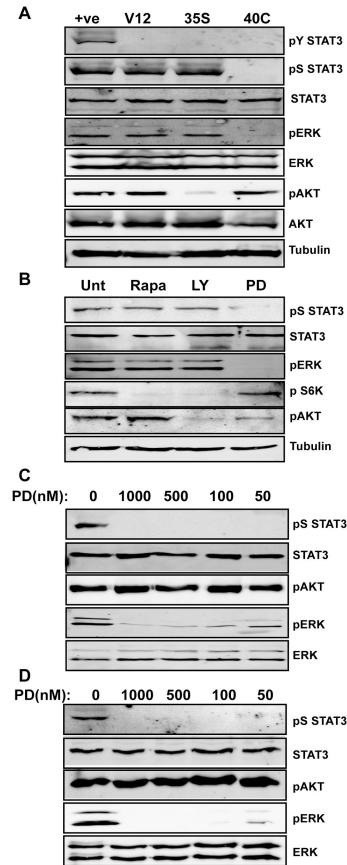 A
+ve V12 35S 40C
pY STAT3
pS STAT3
STAT3
pERK
ERK
pAKT
AKT
Tubulin
B
Unt Rapa LY PD
pS STAT3
STAT3
pERK
p S6K
pAKT
Tubulin
C
PD(nM): 0 1000 500 100 50
pS STAT3
STAT3
pAKT
pERK
ERK
D
PD(nM): 0 1000 500 100 50
pS STAT3
STAT3
pAKT
pERK
ERK